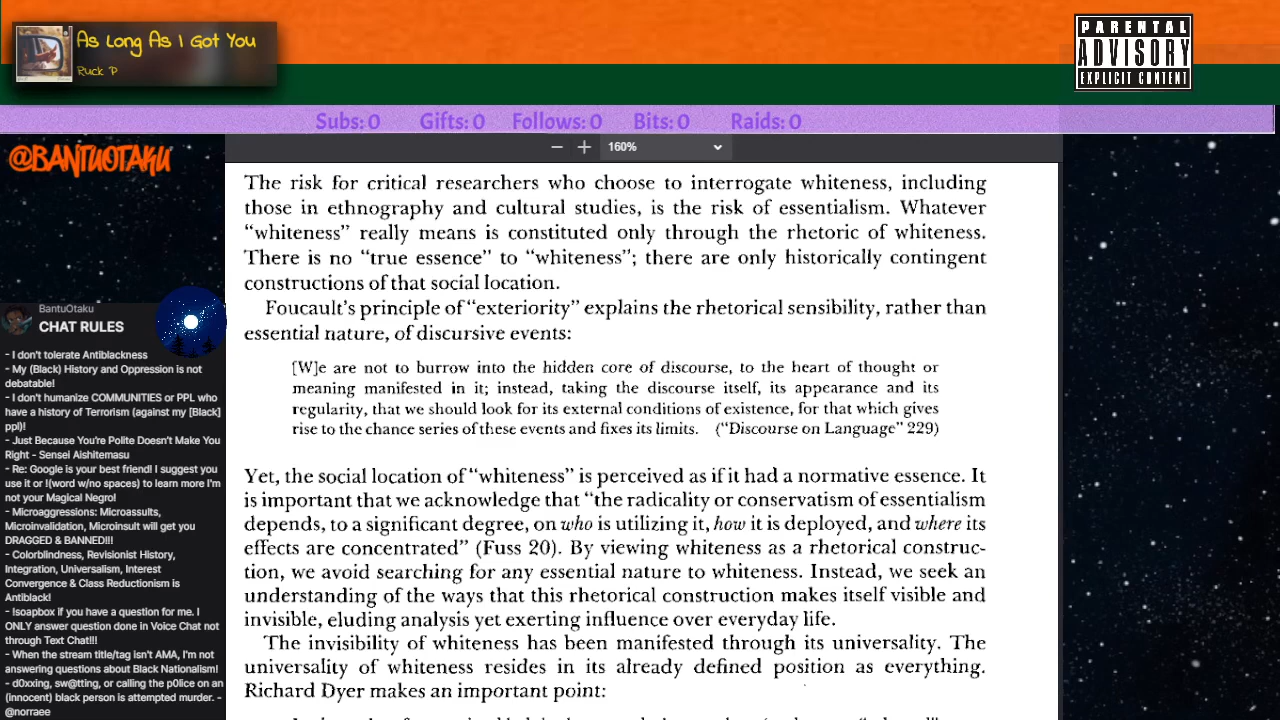 As Long As I Got You
Ruck P
PARENTAL
ADVISORY
EXPLICIT CONTENT
Subs: 0 Gifts: 0 Follows: 0 Bits: 0 Raids: 0
@BANTUOTAKU
160%
The risk for critical researchers who choose to interrogate whiteness, including
those in ethnography and cultural studies, is the risk of essentialism. Whatever
“whiteness” really means is constituted only through the rhetoric of whiteness.
There is no “true essence” to “whiteness”; there are only historically contingent
constructions of that social location.
Foucault’s principle of “exteriority” explains the rhetorical sensibility, rather than
essential nature, of discursive events:
[W]e are not to burrow into the hidden core of discourse, to the heart of thought or
meaning manifested in it; instead, taking the discourse itself, its appearance and its
regularity, that we should look for its external conditions of existence, for that which gives
rise to the chance series of these events and fixes its limits. (“Discourse on Language” 229)
Yet, the social location of “whiteness” is perceived as if it had a normative essence. It
is important that we acknowledge that “the radicality or conservatism of essentialism
depends, to a significant degree, on who is utilizing it, how it is deployed, and where its
effects are concentrated” (Fuss 20). By viewing whiteness as a rhetorical construc-
tion, we avoid searching for any essential nature to whiteness. Instead, we seek an
understanding of the ways that this rhetorical construction makes itself visible and
invisible, eluding analysis yet exerting influence over everyday life.
The invisibility of whiteness has been manifested through its universality. The
universality of whiteness resides in its already defined position as everything.
Richard Dyer makes an important point:
BantuOtaku
CHAT RULES
- I don't tolerate Antiblackness
- My (Black) History and Oppression is not
debatable!
- I don't humanize COMMUNITIES or PPL who
have a history of Terrorism (against my [Black]
ppl)!
- Just Because You're Polite Doesn't Make You
Right - Sensei Aishitemasu
- Re: Google is your best friend! I suggest you
use it or !(word w/no spaces) to learn more I'm
not your Magical Negro!
- Microaggressions: Microassults,
Microinvalidation, Microinsult will get you
DRAGGED & BANNED!!!
- Colorblindness, Revisionist History,
Integration, Universalism, Interest
Convergence & Class Reductionism is
Antiblack!
- !soapbox if you have a question for me. I
ONLY answer question done in Voice Chat not
through Text Chat!!!
- When the stream title/tag isn't AMA, I'm not
answering questions about Black Nationalism!
- d0xxing, sw@tting, or calling the p0lice on an
(innocent) black person is attempted murder. -
@norraee